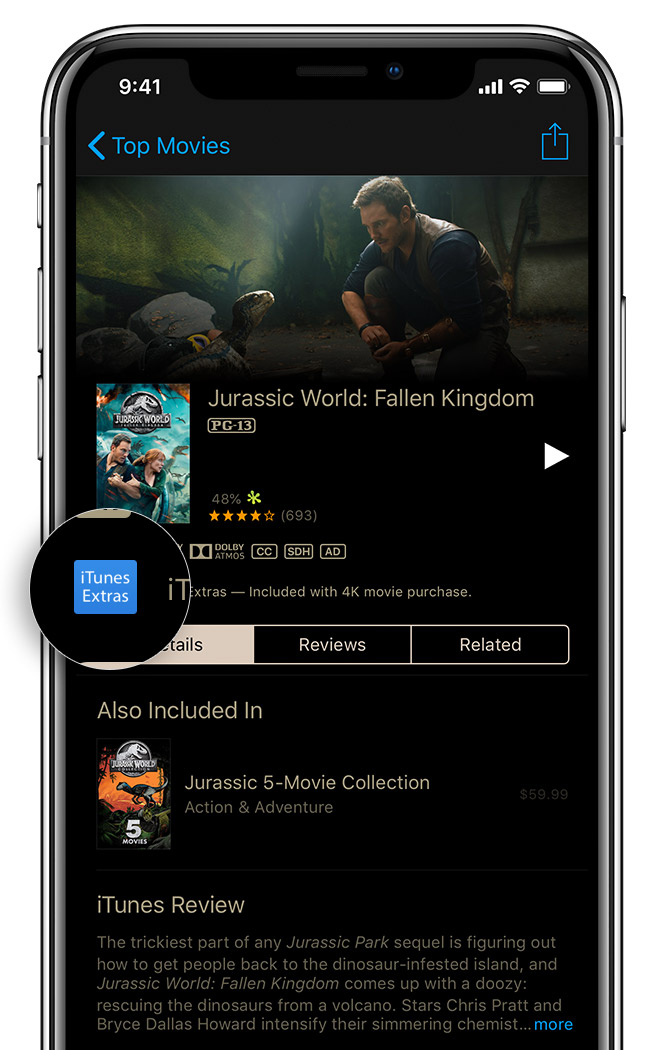 9:41
Top Movies
JURASSIC WORLD
FALLEN KINGDOM
Jurassic World: Fallen Kingdom
PG-13
48%
(693)
DOLBY
ATMOS
CC SDH AD
iTunes
Extras
Extras — Included with 4K movie purchase.
Reviews
Related
Also Included In
JURASSIC WORLD
COLLECTION
5
MOVIES
Jurassic 5-Movie Collection
$59.99
Action & Adventure
iTunes Review
The trickiest part of any Jurassic Park sequel is figuring out
how to get people back to the dinosaur-infested island, and
Jurassic World: Fallen Kingdom comes up with a doozy:
rescuing the dinosaurs from a volcano. Stars Chris Pratt and
Bryce Dallas Howard intensify their simmering chemist... more